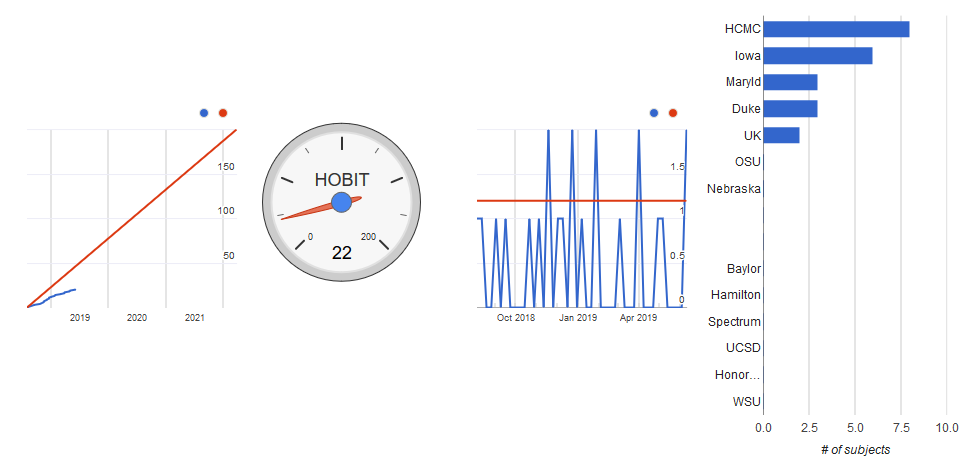 150
100
50
2019 2020 2021
HOBIT
0 200
22
1.5
1
0.5
0
Oct 2018 Jan 2019 Apr 2019
HCMC
Iowa
Maryld
Duke
UK
OSU
Nebraska
Baylor
Hamilton
Spectrum
UCSD
Honor...
WSU
0.0 2.5 5.0 7.5 10.0
# of subjects